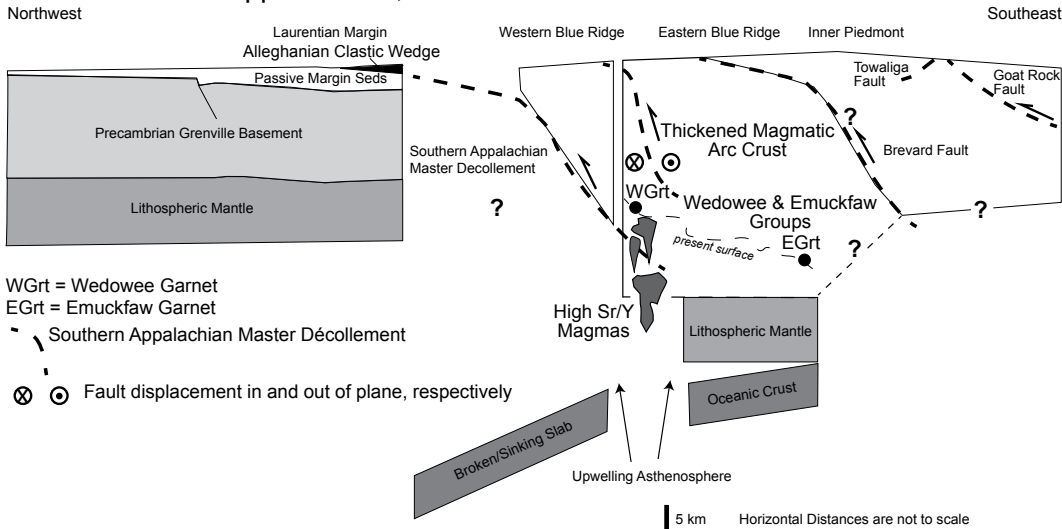 Northwest
Southeast
Laurentian Margin
Western Blue Ridge
Eastern Blue Ridge
Inner Piedmont
Alleghanian Clastic Wedge
Passive Margin Seds
Towaliga
Fault
Goat Rock
Fault
Precambrian Grenville Basement
Southern Appalachian
Master Decollement
Thickened Magmatic
Arc Crust
Brevard Fault
?
Lithospheric Mantle
?
WGrt
Wedowee & Emuckfaw
Groups
?
present surface
EGrt
?
WGrt = Wedowee Garnet
EGrt = Emuckfaw Garnet
Southern Appalachian Master Décollement
High Sr/Y
Magmas
Lithospheric Mantle
Fault displacement in and out of plane, respectively
Oceanic Crust
Broken/Sinking Slab
Upwelling Asthenosphere
5 km
Horizontal Distances are not to scale